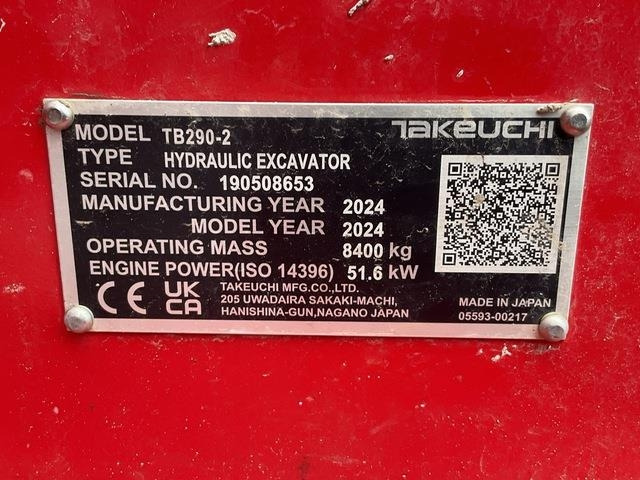 TAKEUCHI
MODEL TB290-2
TYPE HYDRAULIC EXCAVATOR
SERIAL NO. 190508653
MANUFACTURING YEAR 2024
MODEL YEAR 2024
OPERATING MASS 8400 kg
ENGINE POWER(ISO 14396) 51.6 kW
CE UK CA
TAKEUCHI MFG.CO.,LTD.
205 UWADAIRA SAKAKI-MACHI,
HANISHINA-GUN,NAGANO JAPAN
MADE IN JAPAN
05593-00217